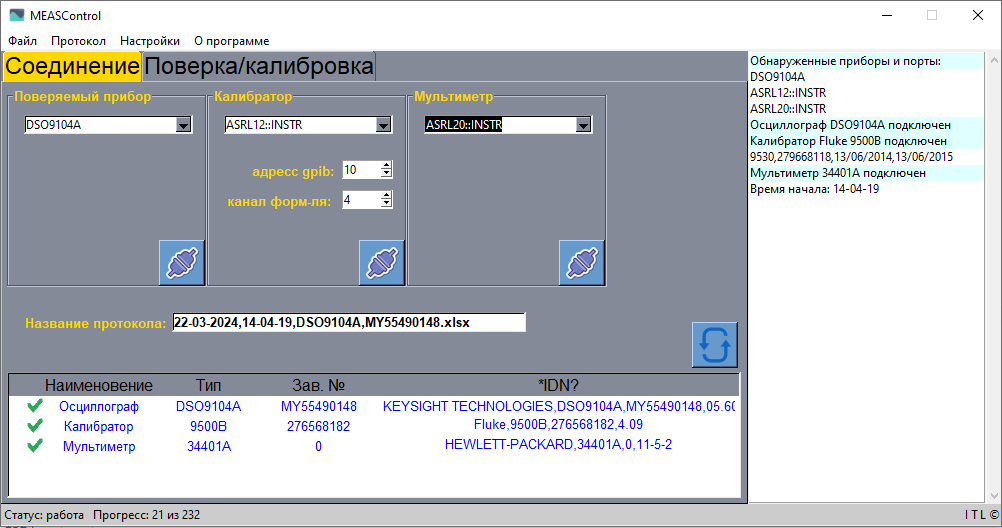 MEASControl
Файл Протокол Настройки О программе
Соединение Поверка/калибровка
Поверяемый прибор Калибратор Мультиметр
DSO9104A ASRL12::INSTR ASRL20::INSTR
адресс gpib: 10
канал форм-ля: 4
Название протокола: 22-03-2024,14-04-19,DSO9104A,MY55490148.xlsx
Наименовение Тип Зав. № *IDN?
Осциллограф DSO9104A MY55490148 KEYSIGHT TECHNOLOGIES,DSO9104A,MY55490148,05.60
Калибратор 9500B 276568182 Fluke,9500B,276568182,4.09
Мультиметр 34401A 0 HEWLETT-PACKARD,34401A,0,11-5-2
Обнаруженные приборы и порты:
DSO9104A
ASRL12::INSTR
ASRL20::INSTR
Осциллограф DSO9104A подключен
Калибратор Fluke 9500B подключен
9530,279668118,13/06/2014,13/06/2015
Мультиметр 34401A подключен
Время начала: 14-04-19
Статус: работа Прогресс: 21 из 232
I T L ©